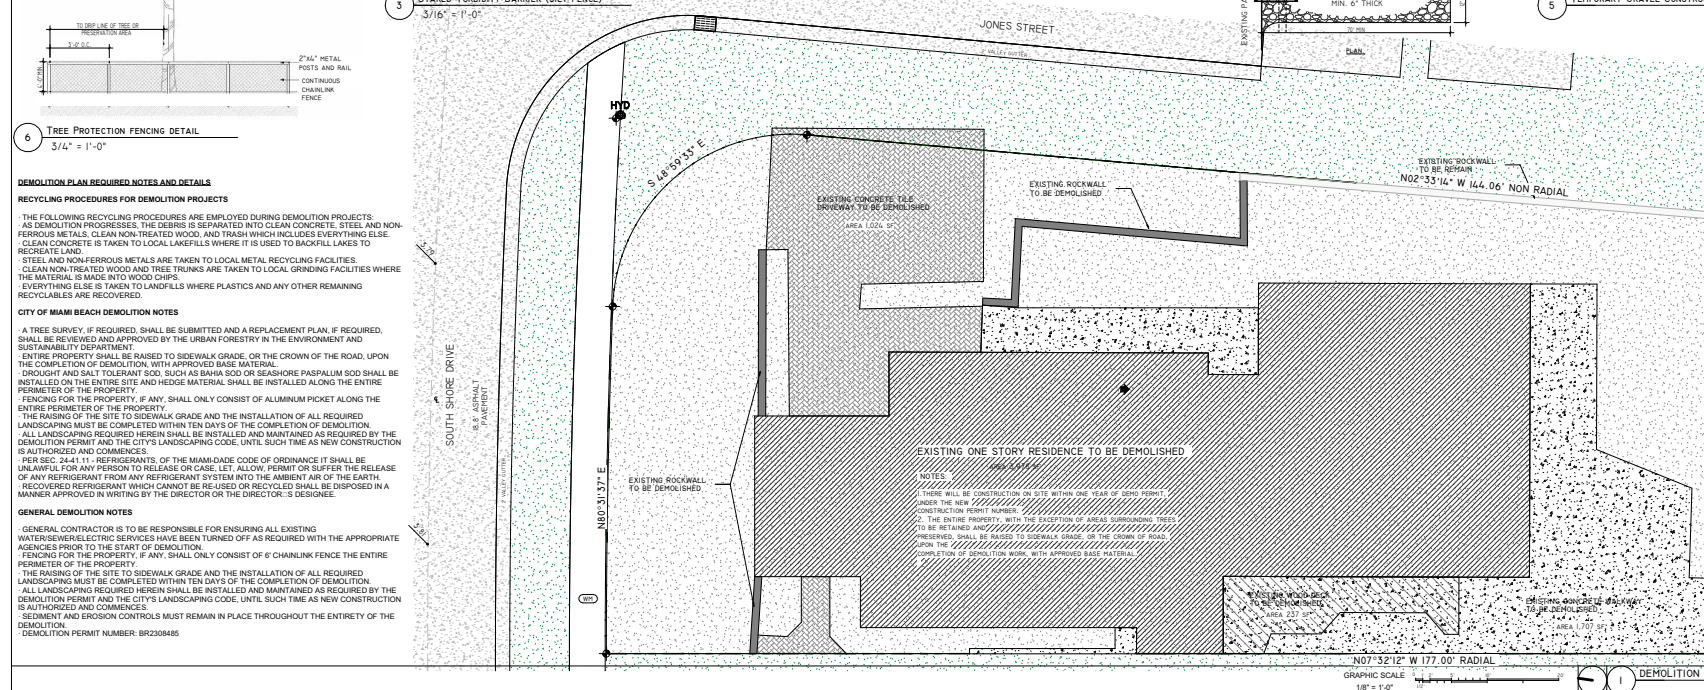 3
3/16" = 1'-0"
TO DRIP LINE OF TREE OR
PRESERVATION AREA
3'-0" O.C.
4'-0" MIN.
2"X4" METAL
POSTS AND RAIL
CONTINUOUS
CHAINLINK
FENCE
6
TREE PROTECTION FENCING DETAIL
3/4" = 1'-0"
DEMOLITION PLAN REQUIRED NOTES AND DETAILS
RECYCLING PROCEDURES FOR DEMOLITION PROJECTS
· THE FOLLOWING RECYCLING PROCEDURES ARE EMPLOYED DURING DEMOLITION PROJECTS:
· AS DEMOLITION PROGRESSES, THE DEBRIS IS SEPARATED INTO CLEAN CONCRETE, STEEL AND NON-
FERROUS METALS, CLEAN NON-TREATED WOOD, AND TRASH WHICH INCLUDES EVERYTHING ELSE.
· CLEAN CONCRETE IS TAKEN TO LOCAL LAKEFILLS WHERE IT IS USED TO BACKFILL LAKES TO
RECREATE LAND.
· STEEL AND NON-FERROUS METALS ARE TAKEN TO LOCAL METAL RECYCLING FACILITIES.
· CLEAN NON-TREATED WOOD AND TREE TRUNKS ARE TAKEN TO LOCAL GRINDING FACILITIES WHERE
THE MATERIAL IS MADE INTO WOOD CHIPS.
· EVERYTHING ELSE IS TAKEN TO LANDFILLS WHERE PLASTICS AND ANY OTHER REMAINING
RECYCLABLES ARE RECOVERED.
CITY OF MIAMI BEACH DEMOLITION NOTES
· A TREE SURVEY, IF REQUIRED, SHALL BE SUBMITTED AND A REPLACEMENT PLAN, IF REQUIRED,
SHALL BE REVIEWED AND APPROVED BY THE URBAN FORESTRY IN THE ENVIRONMENT AND
SUSTAINABILITY DEPARTMENT.
· ENTIRE PROPERTY SHALL BE RAISED TO SIDEWALK GRADE, OR THE CROWN OF THE ROAD, UPON
THE COMPLETION OF DEMOLITION, WITH APPROVED BASE MATERIAL.
· DROUGHT AND SALT TOLERANT SOD, SUCH AS BAHIA SOD OR SEASHORE PASPALUM SOD SHALL BE
INSTALLED ON THE ENTIRE SITE AND HEDGE MATERIAL SHALL BE INSTALLED ALONG THE ENTIRE
PERIMETER OF THE PROPERTY.
· FENCING FOR THE PROPERTY, IF ANY, SHALL ONLY CONSIST OF ALUMINUM PICKET ALONG THE
ENTIRE PERIMETER OF THE PROPERTY.
· THE RAISING OF THE SITE TO SIDEWALK GRADE AND THE INSTALLATION OF ALL REQUIRED
LANDSCAPING MUST BE COMPLETED WITHIN TEN DAYS OF THE COMPLETION OF DEMOLITION.
· ALL LANDSCAPING REQUIRED HEREIN SHALL BE INSTALLED AND MAINTAINED AS REQUIRED BY THE
DEMOLITION PERMIT AND THE CITY'S LANDSCAPING CODE, UNTIL SUCH TIME AS NEW CONSTRUCTION
IS AUTHORIZED AND COMMENCES.
· PER SEC. 24-41.11 - REFRIGERANTS, OF THE MIAMI-DADE CODE OF ORDINANCE IT SHALL BE
UNLAWFUL FOR ANY PERSON TO RELEASE OR CASE, LET, ALLOW, PERMIT OR SUFFER THE RELEASE
OF ANY REFRIGERANT FROM ANY REFRIGERANT SYSTEM INTO THE AMBIENT AIR OF THE EARTH.
· RECOVERED REFRIGERANT WHICH CANNOT BE RE-USED OR RECYCLED SHALL BE DISPOSED IN A
MANNER APPROVED IN WRITING BY THE DIRECTOR OR THE DIRECTOR::S DESIGNEE.
GENERAL DEMOLITION NOTES
· GENERAL CONTRACTOR IS TO BE RESPONSIBLE FOR ENSURING ALL EXISTING
WATER/SEWER/ELECTRIC SERVICES HAVE BEEN TURNED OFF AS REQUIRED WITH THE APPROPRIATE
AGENCIES PRIOR TO THE START OF DEMOLITION.
· FENCING FOR THE PROPERTY, IF ANY, SHALL ONLY CONSIST OF 6' CHAINLINK FENCE THE ENTIRE
PERIMETER OF THE PROPERTY.
· THE RAISING OF THE SITE TO SIDEWALK GRADE AND THE INSTALLATION OF ALL REQUIRED
LANDSCAPING MUST BE COMPLETED WITHIN TEN DAYS OF THE COMPLETION OF DEMOLITION.
· ALL LANDSCAPING REQUIRED HEREIN SHALL BE INSTALLED AND MAINTAINED AS REQUIRED BY THE
DEMOLITION PERMIT AND THE CITY'S LANDSCAPING CODE, UNTIL SUCH TIME AS NEW CONSTRUCTION
IS AUTHORIZED AND COMMENCES.
· SEDIMENT AND EROSION CONTROLS MUST REMAIN IN PLACE THROUGHOUT THE ENTIRETY OF THE
DEMOLITION.
· DEMOLITION PERMIT NUMBER: BR2308485
JONES STREET
VALLEY GUTTER
MIN. 6" THICK
PLAN
5
HYD
S 48°59'33" E
EXISTING CONCRETE TILE
DRIVEWAY TO BE DEMOLISHED
AREA 1,024 SF
EXISTING ROCKWALL
TO BE DEMOLISHED
EXISTING ROCKWALL
TO BE REMAIN
N02°33'14" W 144.06' NON RADIAL
3.79
SOUTH SHORE DRIVE
18.8' ASPHALT
PAVEMENT
VALLEY GUTTER
N80°31'37" E
EXISTING ROCKWALL
TO BE DEMOLISHED
WM
EXISTING ONE STORY RESIDENCE TO BE DEMOLISHED
NOTES:
1. THERE WILL BE CONSTRUCTION ON SITE WITHIN ONE YEAR OF DEMO PERMIT,
UNDER THE NEW
CONSTRUCTION PERMIT NUMBER.
2. THE ENTIRE PROPERTY, WITH THE EXCEPTION OF AREAS SURROUNDING TREES
TO BE RETAINED AND
PRESERVED, SHALL BE RAISED TO SIDEWALK GRADE, OR THE CROWN OF ROAD,
UPON THE
COMPLETION OF DEMOLITION WORK, WITH APPROVED BASE MATERIAL
EXISTING WOOD DECK
TO BE DEMOLISHED
AREA 237 SF
EXISTING CONCRETE WALKWAY
TO BE DEMOLISHED
AREA 1,707 SF
N07°32'12" W 177.00' RADIAL
GRAPHIC SCALE
1/8" = 1'-0"
1
DEMOLITION